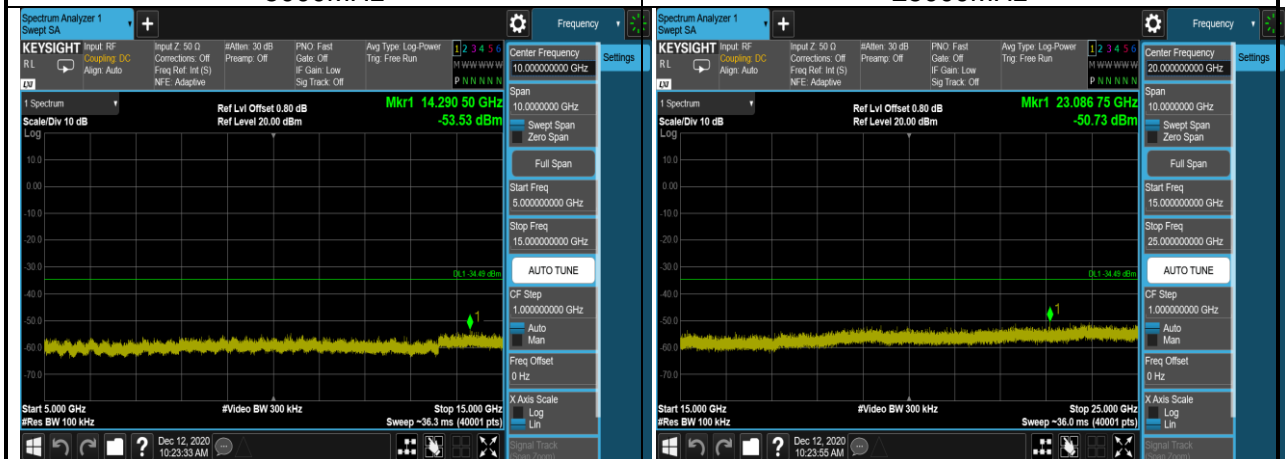 Spectrum Analyzer 1
Swept SA
+
Frequency
KEYSIGHT
RL
LXI
Input: RF
Coupling: DC
Align: Auto
Input Z: 50 Ω
Corrections: Off
Freq Ref: Int (S)
NFE: Adaptive
#Atten: 30 dB
Preamp: Off
PNO: Fast
Gate: Off
IF Gain: Low
Sig Track: Off
Avg Type: Log-Power
Trig: Free Run
1 2 3 4 5 6
M W W W W W
P N N N N N
1 Spectrum
Scale/Div 10 dB
Log
Ref Lvl Offset 0.80 dB
Ref Level 20.00 dBm
Mkr1 14.290 50 GHz
-53.53 dBm
10.0
0.00
-10.0
-20.0
-30.0
-40.0
-50.0
-60.0
-70.0
DL1 -34.49 dBm
1
Start 5.000 GHz
#Res BW 100 kHz
#Video BW 300 kHz
Stop 15.000 GHz
Sweep ~36.3 ms (40001 pts)
Center Frequency
10.000000000 GHz
Settings
Span
10.0000000 GHz
Swept Span
Zero Span
Full Span
Start Freq
5.000000000 GHz
Stop Freq
15.000000000 GHz
AUTO TUNE
CF Step
1.000000000 GHz
Auto
Man
Freq Offset
0 Hz
X Axis Scale
Log
Lin
Signal Track
(Span Zoom)
?
Dec 12, 2020
10:23:33 AM
Spectrum Analyzer 1
Swept SA
+
Frequency
KEYSIGHT
RL
LXI
Input: RF
Coupling: DC
Align: Auto
Input Z: 50 Ω
Corrections: Off
Freq Ref: Int (S)
NFE: Adaptive
#Atten: 30 dB
Preamp: Off
PNO: Fast
Gate: Off
IF Gain: Low
Sig Track: Off
Avg Type: Log-Power
Trig: Free Run
1 2 3 4 5 6
M W W W W W
P N N N N N
1 Spectrum
Scale/Div 10 dB
Log
Ref Lvl Offset 0.80 dB
Ref Level 20.00 dBm
Mkr1 23.086 75 GHz
-50.73 dBm
10.0
0.00
-10.0
-20.0
-30.0
-40.0
-50.0
-60.0
-70.0
DL1 -34.49 dBm
1
Start 15.000 GHz
#Res BW 100 kHz
#Video BW 300 kHz
Stop 25.000 GHz
Sweep ~36.0 ms (40001 pts)
Center Frequency
20.000000000 GHz
Settings
Span
10.0000000 GHz
Swept Span
Zero Span
Full Span
Start Freq
15.000000000 GHz
Stop Freq
25.000000000 GHz
AUTO TUNE
CF Step
1.000000000 GHz
Auto
Man
Freq Offset
0 Hz
X Axis Scale
Log
Lin
Signal Track
(Span Zoom)
?
Dec 12, 2020
10:23:55 AM